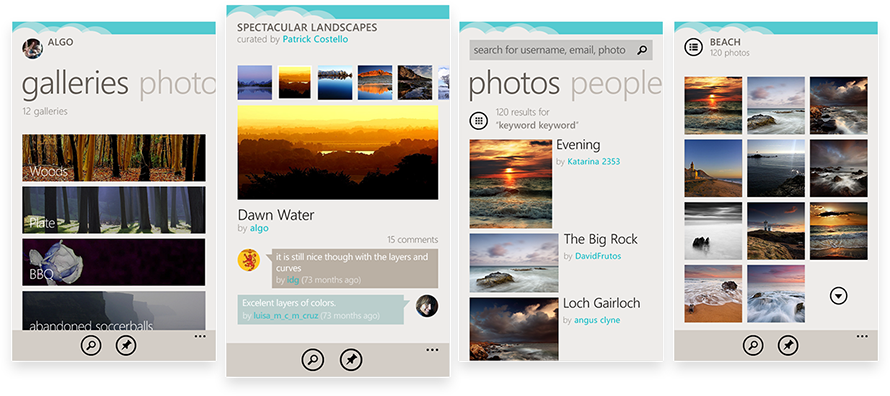 ALGO
galleries photo
12 galleries
Woods
Plate
BBQ
abandoned soccerballs
SPECTACULAR LANDSCAPES
curated by Patrick Costello
Dawn Water
by algo
15 comments
it is still nice though with the layers and
curves
by ldg (73 months ago)
Excelent layers of colors.
by luisa_m_c_m_cruz (73 months ago)
search for username, email, photo
photos people
120 results for
"keyword keyword"
Evening
by Katarina 2353
The Big Rock
by DavidFrutos
Loch Gairloch
by angus clyne
BEACH
120 photos